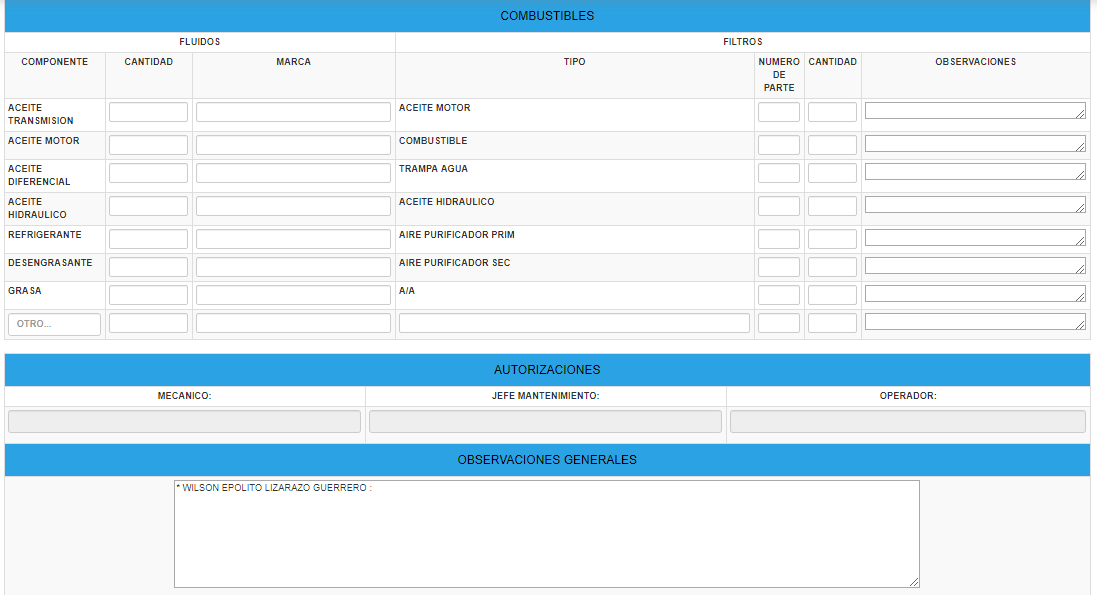 COMBUSTIBLES
FLUIDOS FILTROS
COMPONENTE CANTIDAD MARCA TIPO NUMERO DE PARTE CANTIDAD OBSERVACIONES
ACEITE TRANSMISION ACEITE MOTOR
ACEITE MOTOR COMBUSTIBLE
ACEITE DIFERENCIAL TRAMPA AGUA
ACEITE HIDRAULICO ACEITE HIDRAULICO
REFRIGERANTE AIRE PURIFICADOR PRIM
DESENGRASANTE AIRE PURIFICADOR SEC
GRASA A/A
OTRO...
AUTORIZACIONES
MECANICO: JEFE MANTENIMIENTO: OPERADOR:
OBSERVACIONES GENERALES
* WILSON EPOLITO LIZARAZO GUERRERO :